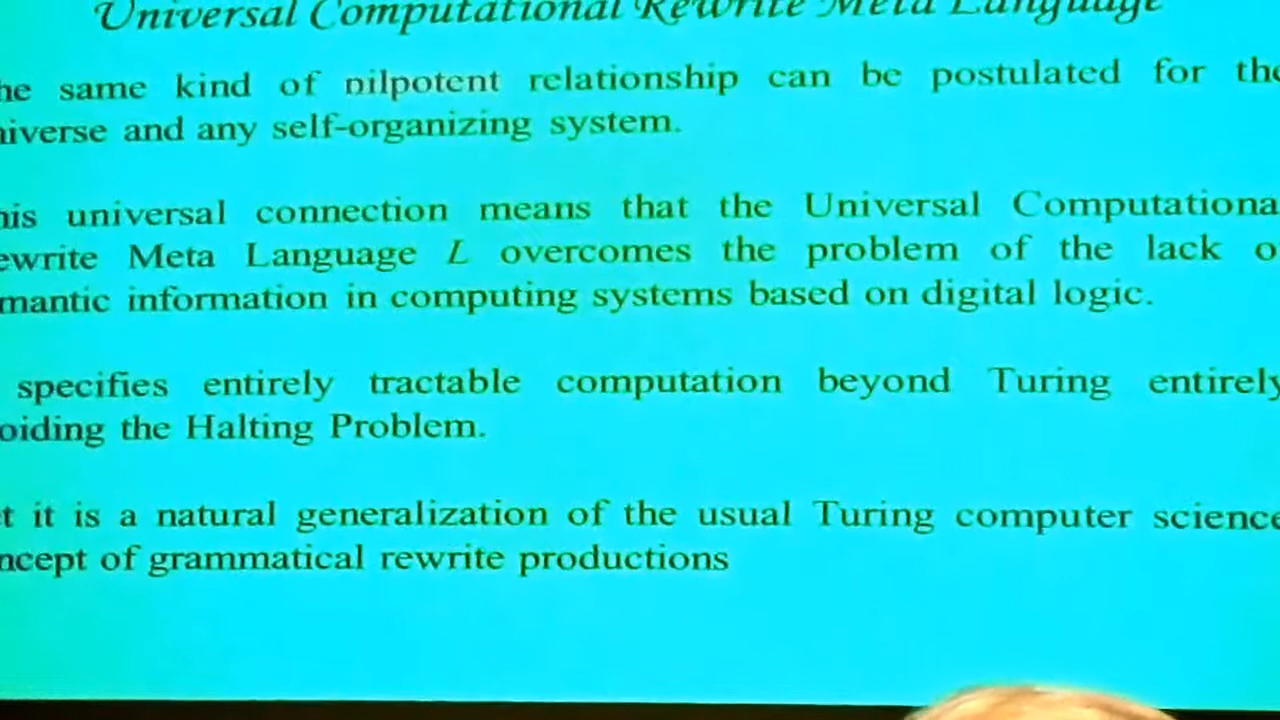 Universal Computational Rewrite Meta Language
he same kind of nilpotent relationship can be postulated for the
niverse and any self-organizing system.
his universal connection means that the Universal Computationa
ewrite Meta Language L overcomes the problem of the lack o
mantic information in computing systems based on digital logic.
specifies entirely tractable computation beyond Turing entirely
oiding the Halting Problem.
t it is a natural generalization of the usual Turing computer science
ncept of grammatical rewrite productions